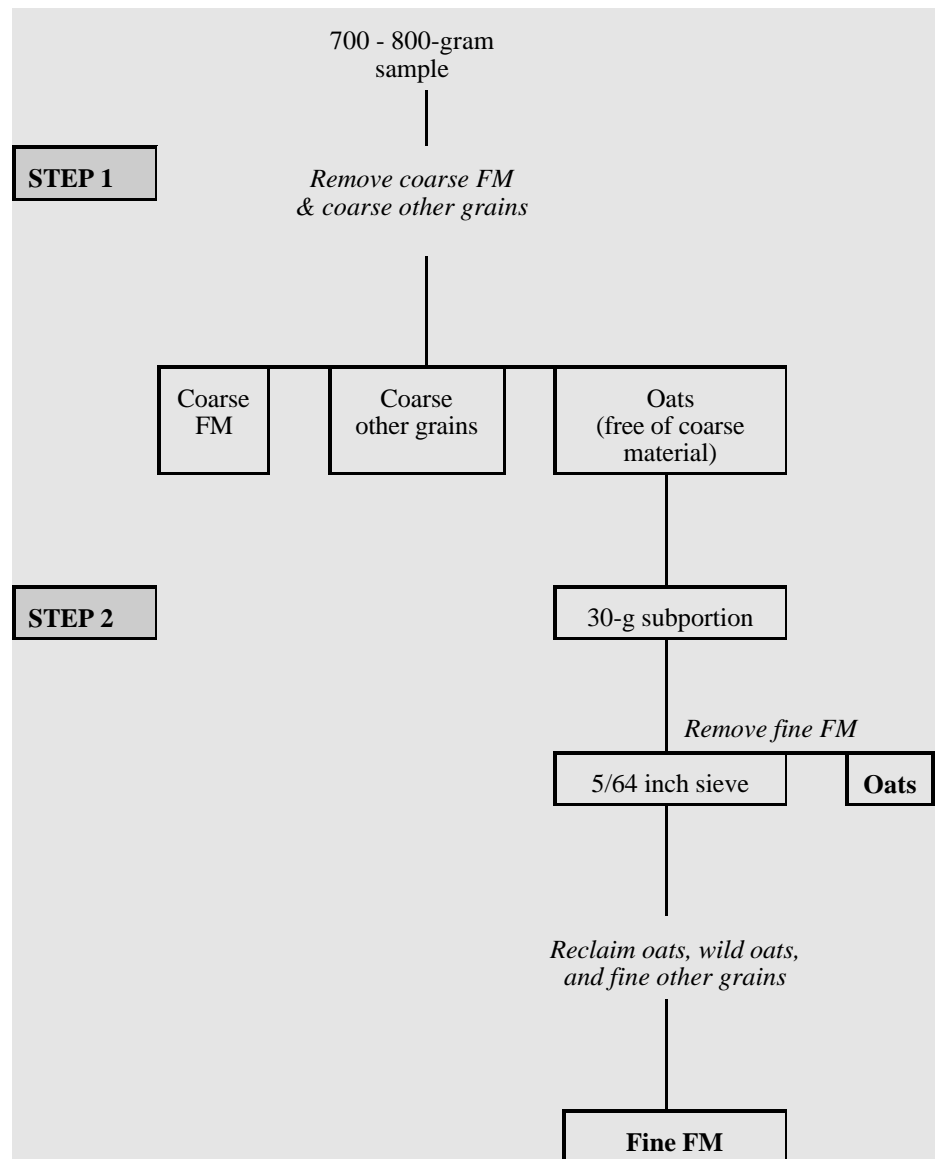 700 - 800-gram
sample
STEP 1
Remove coarse FM
& coarse other grains
Coarse
FM
Coarse
other grains
Oats
(free of coarse
material)
STEP 2
30-g subportion
Remove fine FM
5/64 inch sieve
Oats
Reclaim oats, wild oats,
and fine other grains
Fine FM